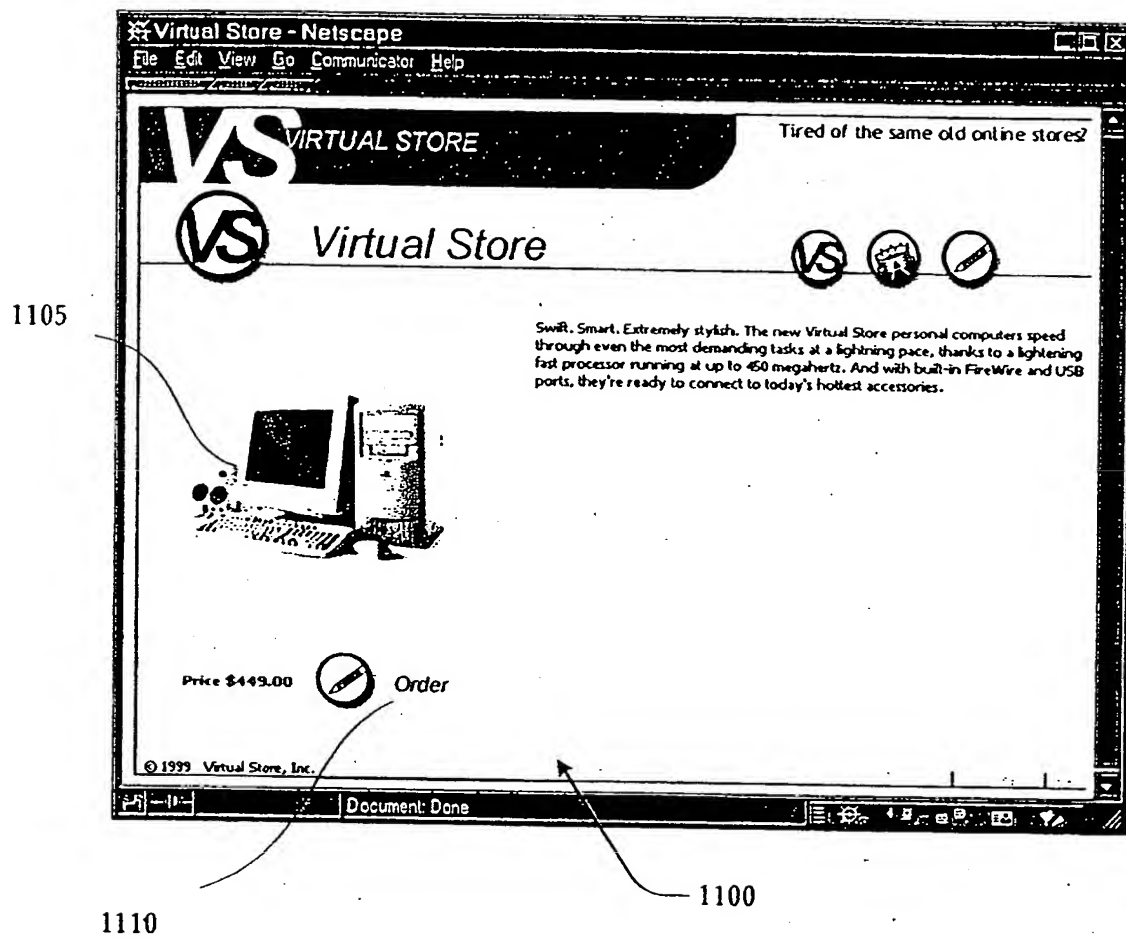 Virtual Store - Netscape
File Edit View Go Communicator Help
VS VIRTUAL STORE
Tired of the same old online stores?
VS Virtual Store
VS
1105
Swift. Smart. Extremely stylish. The new Virtual Store personal computers speed
through even the most demanding tasks at a lightning pace, thanks to a lightening
fast processor running at up to 450 megahertz. And with built-in FireWire and USB
ports, they're ready to connect to today's hottest accessories.
Price $449.00 Order
© 1999 Virtual Store, Inc.
Document: Done
1100
1110